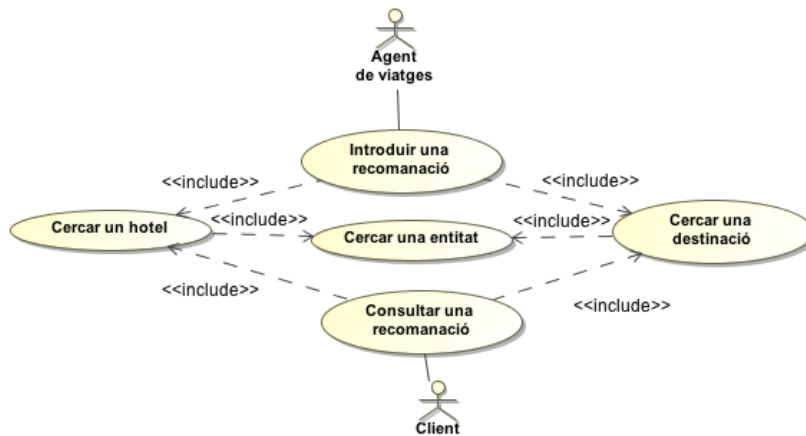 Agent
de viatges
Introduir una
recomanació
<<include>>
<<include>>
Cercar un hotel
<<include>>
Cercar una entitat
<<include>>
Cercar una
destinació
<<include>>
Consultar una
recomanació
<<include>>
Client